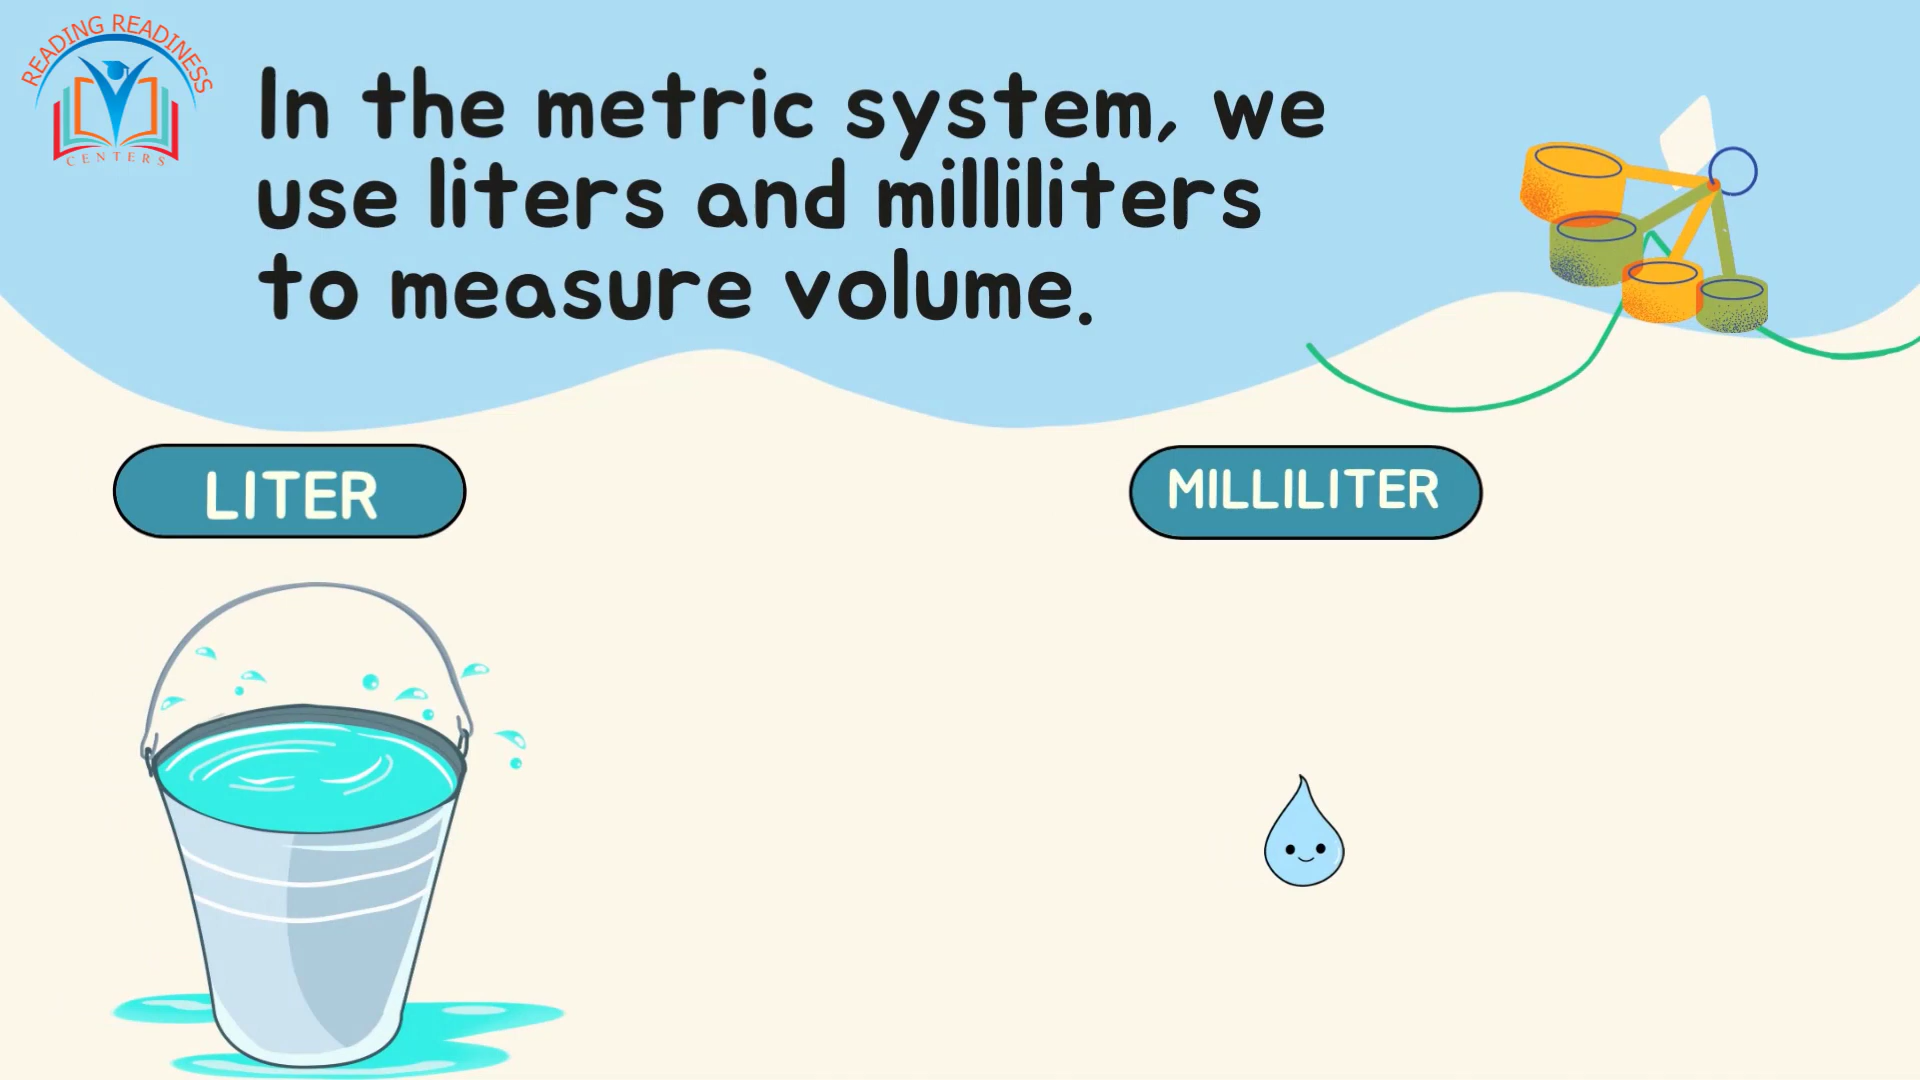 READING READINESS
CENTERS
In the metric system, we
use liters and milliliters
to measure volume.
LITER
MILLILITER